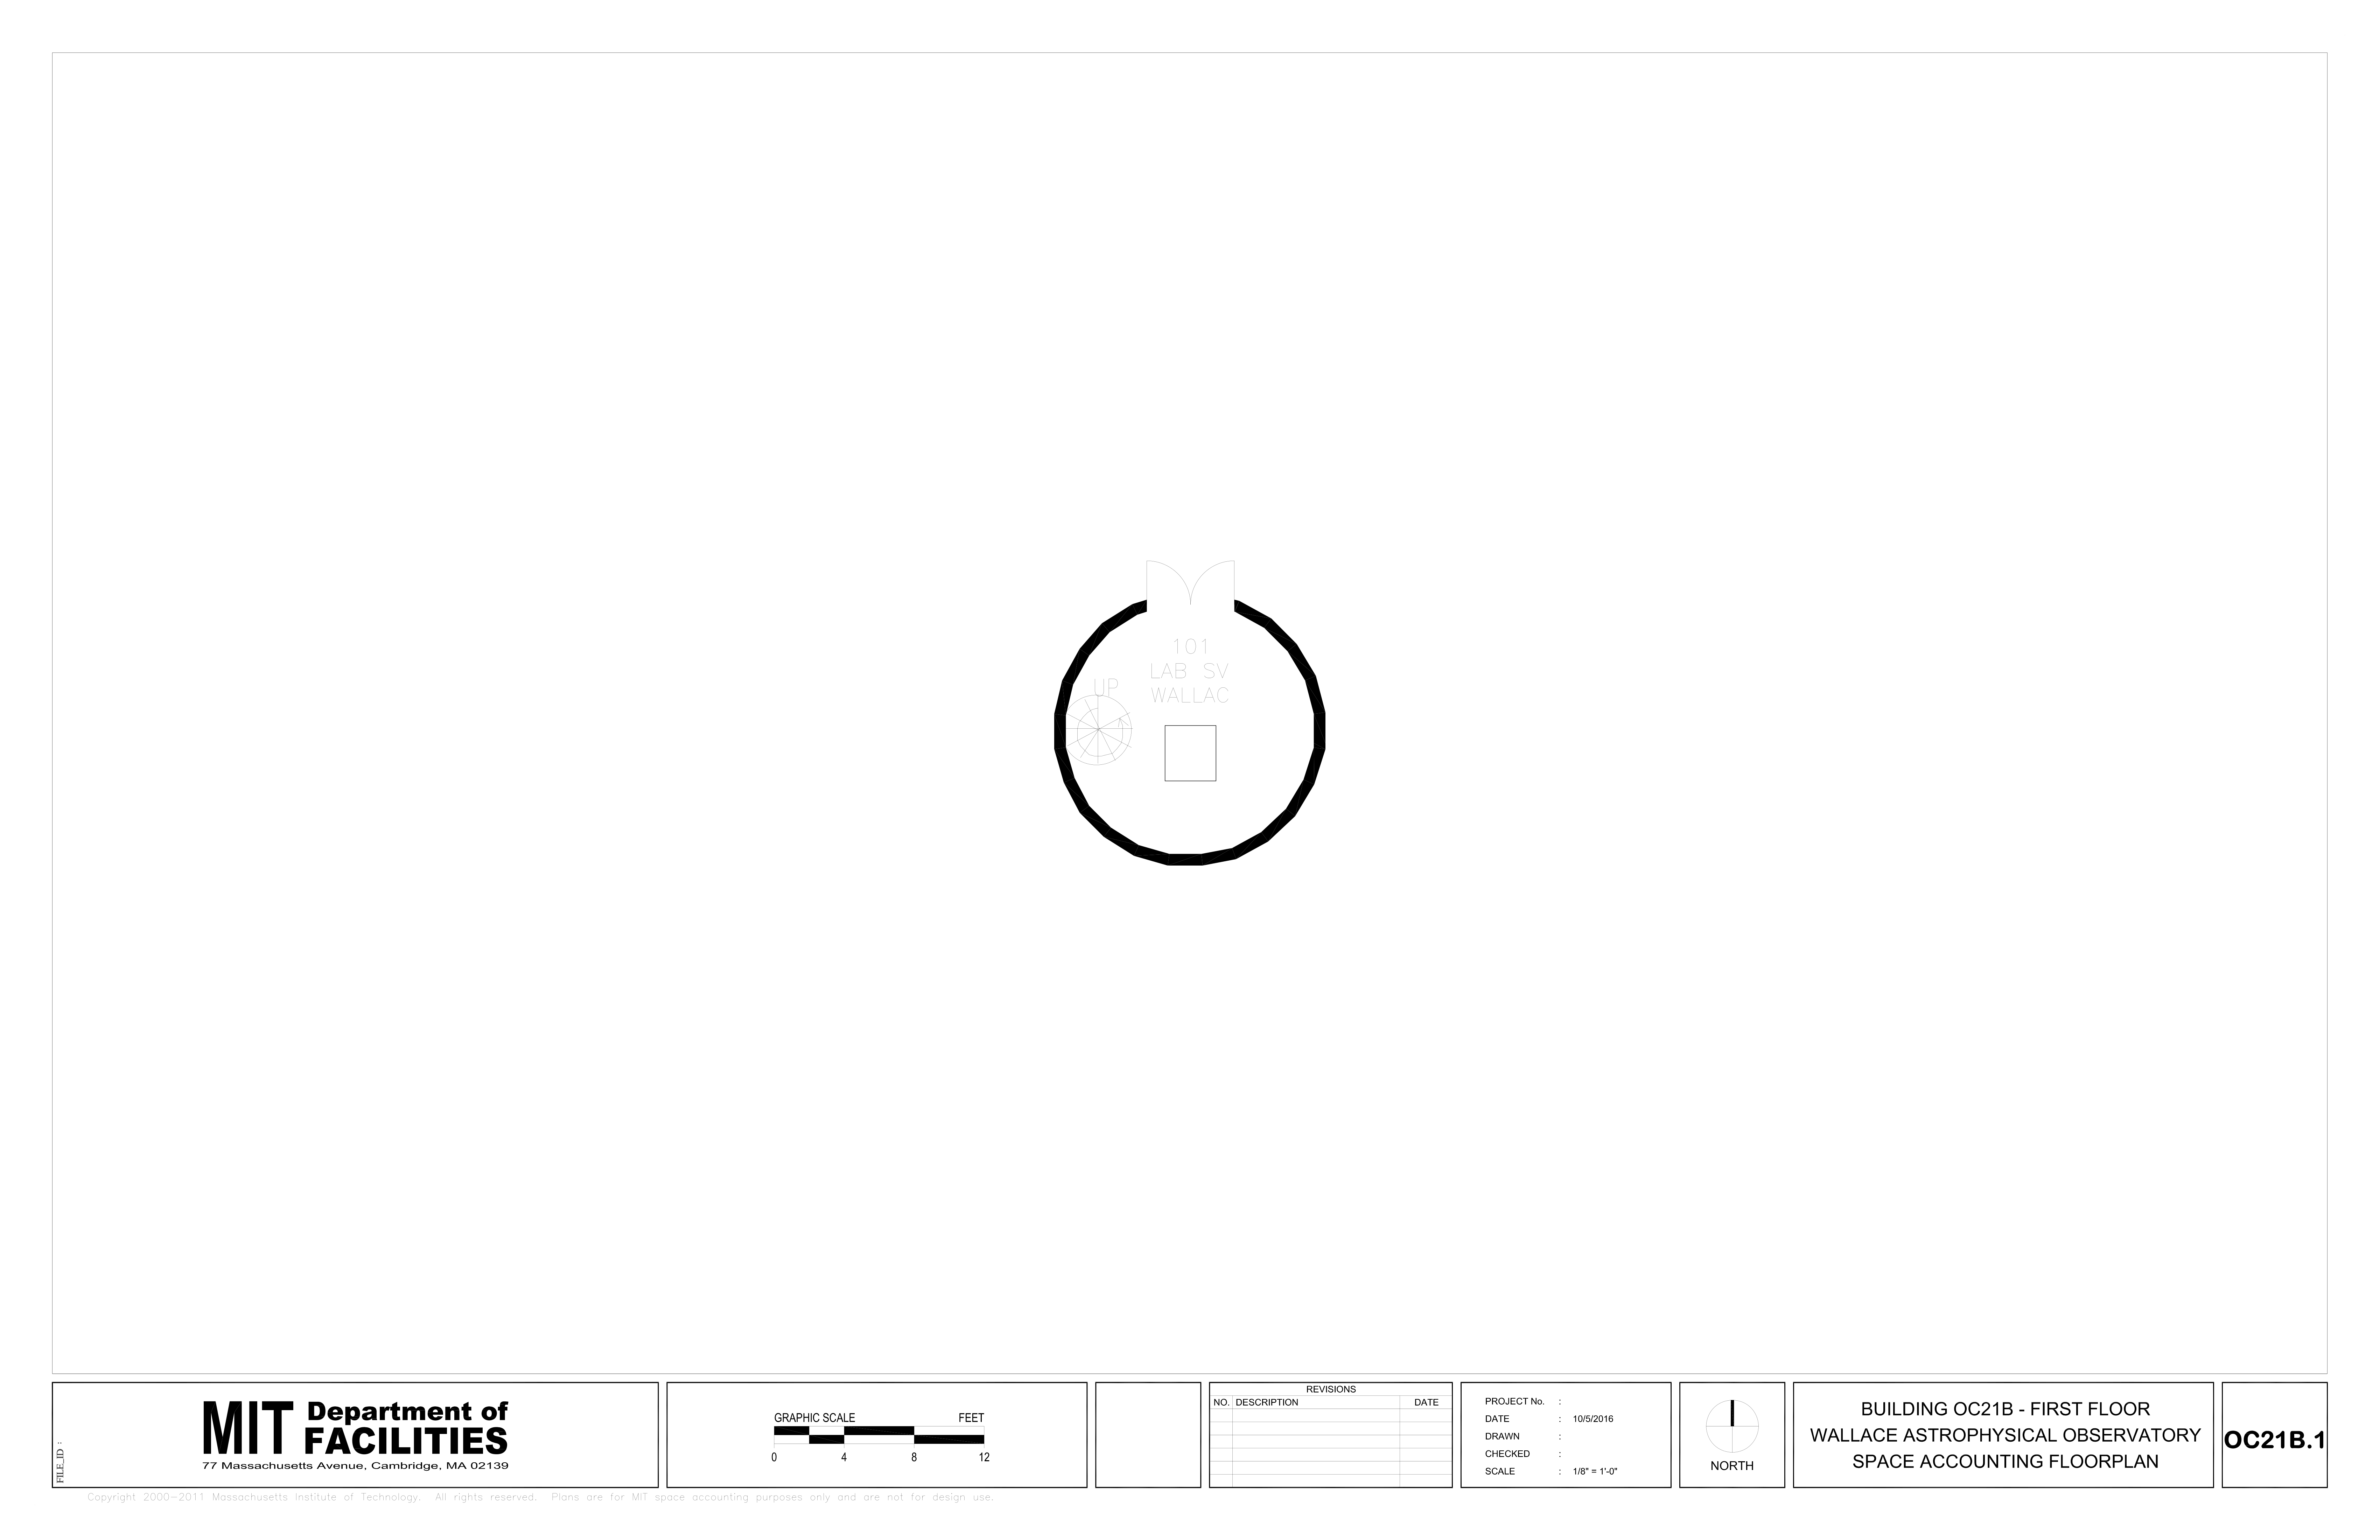 101
LAB SV
WALLAC
UP
FILE_ID :
MIT Department of
FACILITIES
77 Massachusetts Avenue, Cambridge, MA 02139
GRAPHIC SCALE FEET
0 4 8 12
REVISIONS
NO. DESCRIPTION DATE
PROJECT No. :
DATE : 10/5/2016
DRAWN :
CHECKED :
SCALE : 1/8" = 1'-0"
NORTH
BUILDING OC21B - FIRST FLOOR
WALLACE ASTROPHYSICAL OBSERVATORY
SPACE ACCOUNTING FLOORPLAN
OC21B.1
Copyright 2000-2011 Massachusetts Institute of Technology. All rights reserved. Plans are for MIT space accounting purposes only and are not for design use.